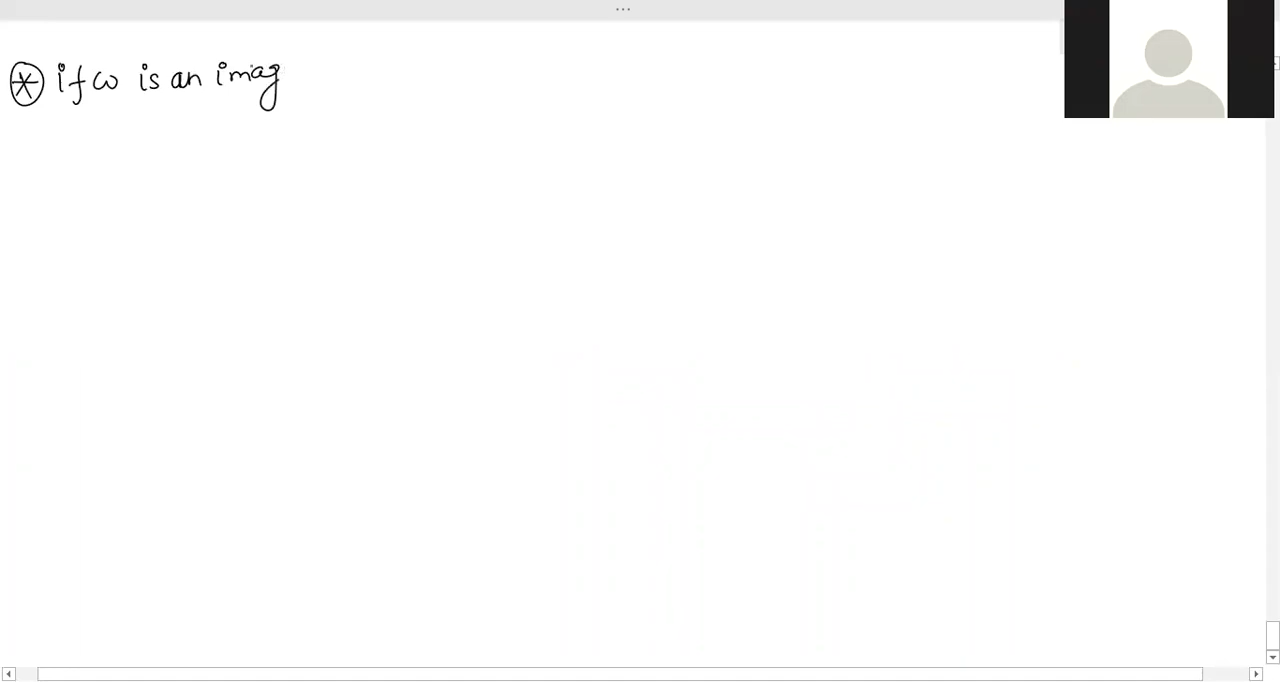 ⊛ if ω is an imag